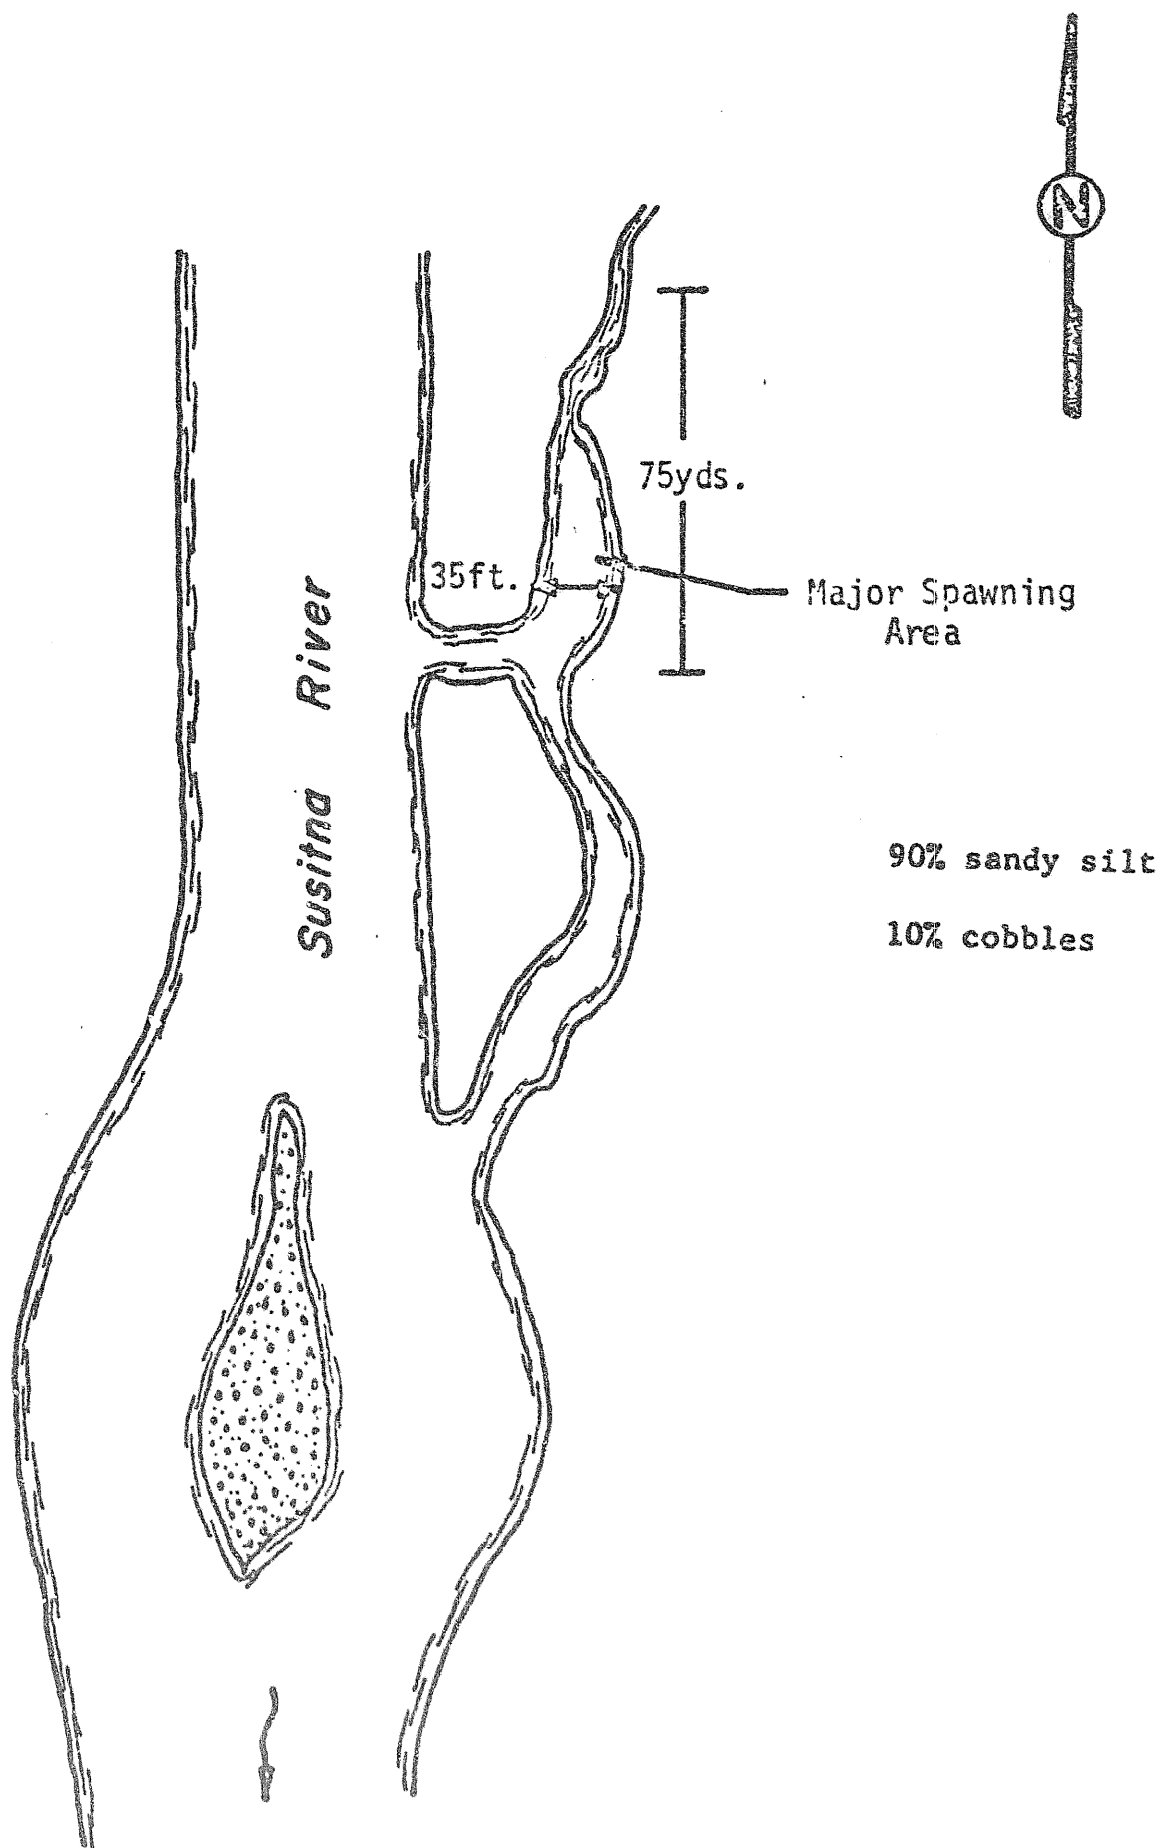 N
75yds.
35ft.
Major Spawning
Area
Susitna River
90% sandy silt
10% cobbles